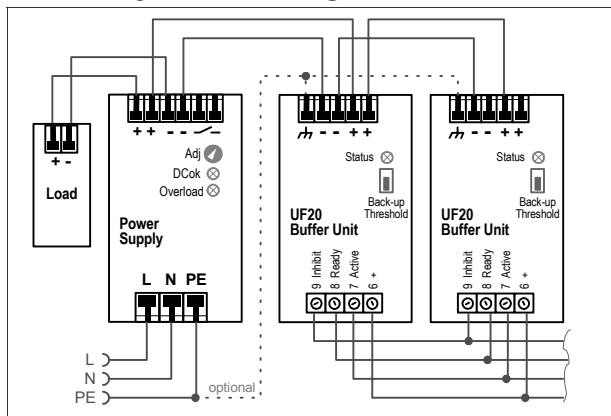 + + - -
- - + +
- - + +
+ -
Load
Adj
DCok
Overload
Power
Supply
L N PE
Status
Back-up
Threshold
UF20
Buffer Unit
9 Inhibit
8 Ready
7 Active
6 +
Status
Back-up
Threshold
UF20
Buffer Unit
9 Inhibit
8 Ready
7 Active
6 +
L
N
PE
optional